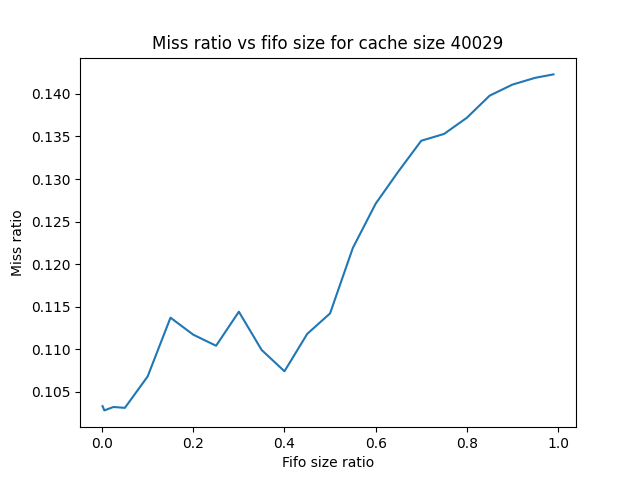 Miss ratio vs fifo size for cache size 40029
0.140
0.135
0.130
0.125
0.120
0.115
0.110
0.105
Miss ratio
0.0 0.2 0.4 0.6 0.8 1.0
Fifo size ratio